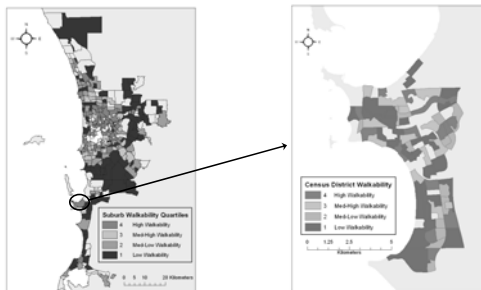 Suburb Walkability Quartiles
4 High Walkability
3 Med-High Walkability
2 Med-Low Walkability
1 Low Walkability
0 5 10 20 Kilometers
Census District Walkability
4 High Walkability
3 Med-High Walkability
2 Med-Low Walkability
1 Low Walkability
0 1.25 2.5 5
Kilometers